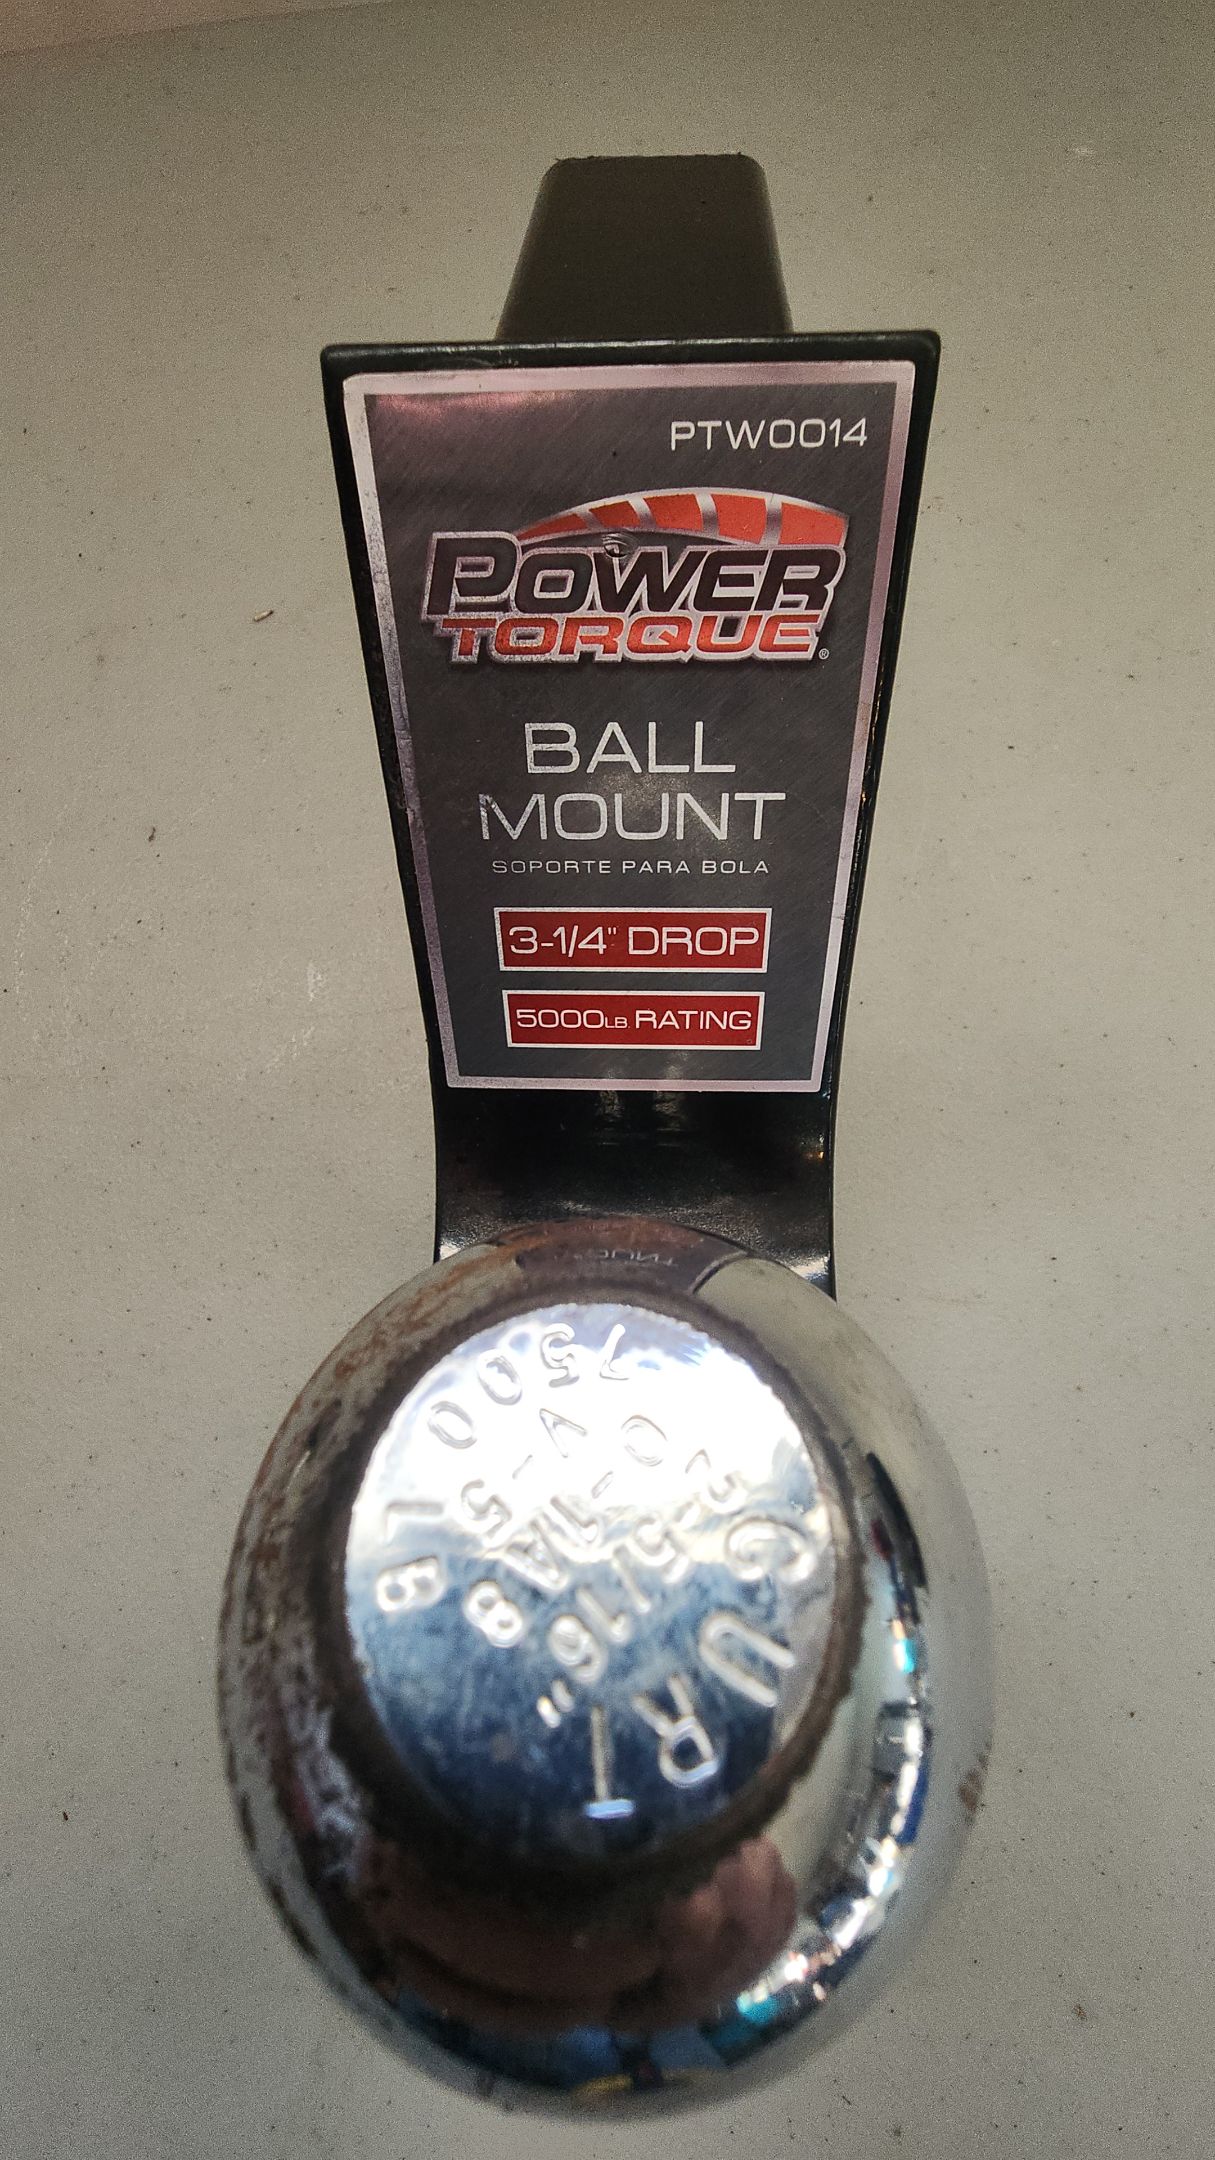 PTW0014
POWER
TORQUE®
BALL
MOUNT
SOPORTE PARA BOLA
3-1/4" DROP
5000LB. RATING
7500 LB
CURT
5/16"